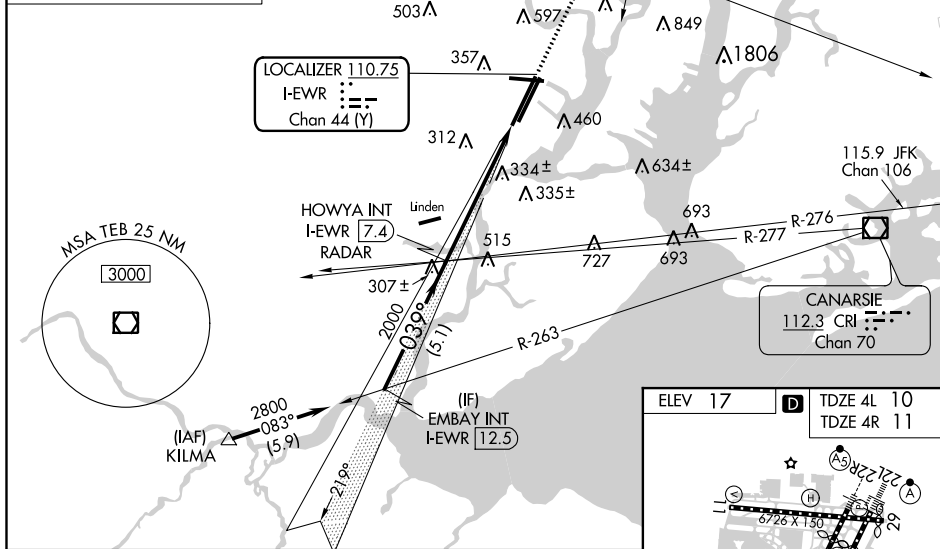 503
597
849
357
1806
LOCALIZER 110.75
I-EWR
Chan 44 (Y)
460
312
334±
634±
335±
115.9 JFK
Chan 106
HOWYA INT
I-EWR 7.4
RADAR
Linden
693
R-276
R-277
MSA TEB 25 NM
3000
515
727
693
307±
2000
039°
(5.1)
CANARSIE
112.3 CRI
Chan 70
R-263
2800
083°
(5.9)
(IAF)
KILMA
(IF)
EMBAY INT
I-EWR 12.5
219°
ELEV 17
D
TDZE 4L 10
TDZE 4R 11
A5
22R
22L
A
V
H
P
11
6726 X 150
29